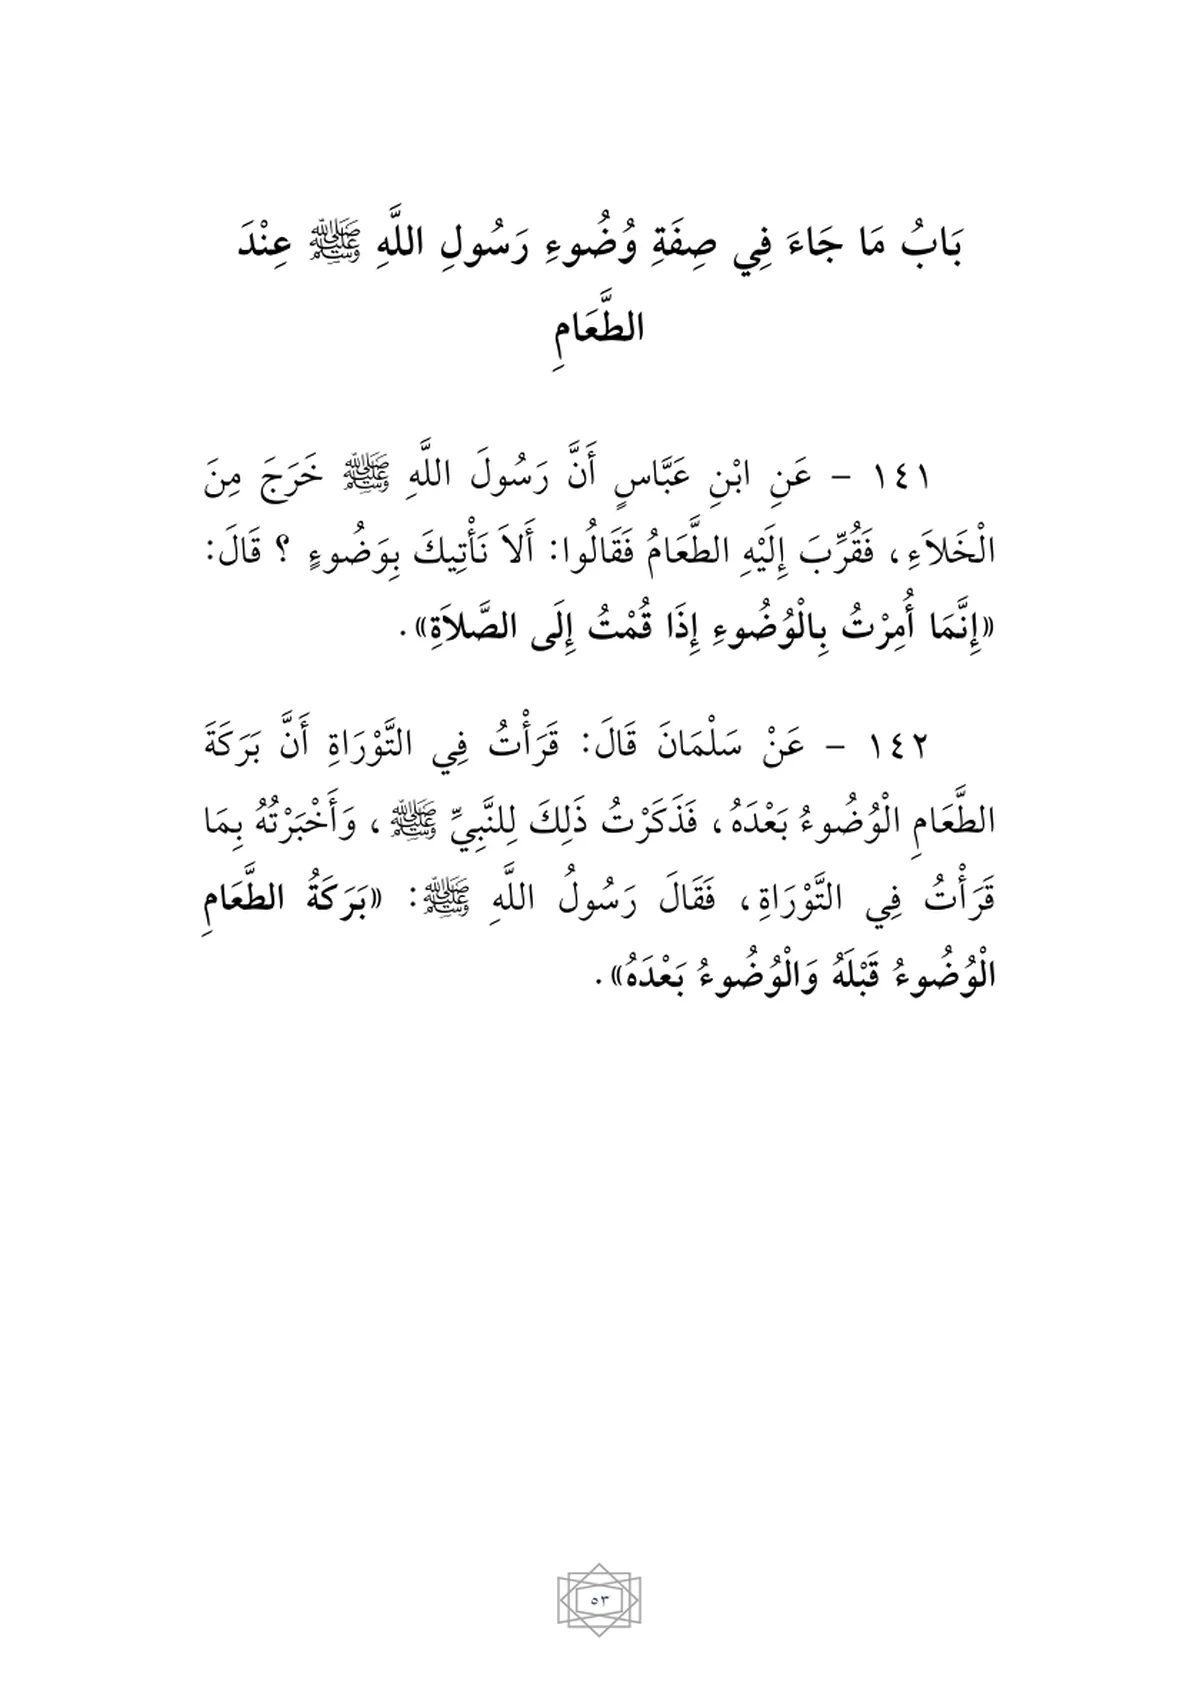 بَابُ مَا جَاءَ فِي صِفَةِ وُضُوءِ رَسُولِ اللَّهِ ﷺ عِنْدَ
الطَّعَامِ
١٤١ - عَنِ ابْنِ عَبَّاسٍ أَنَّ رَسُولَ اللَّهِ ﷺ خَرَجَ مِنَ
الْخَلاَءِ، فَقُرِّبَ إِلَيْهِ الطَّعَامُ فَقَالُوا: أَلاَ نَأْتِيكَ بِوَضُوءٍ ؟ قَالَ:
«إِنَّمَا أُمِرْتُ بِالْوُضُوءِ إِذَا قُمْتُ إِلَى الصَّلاَةِ».
١٤٢ - عَنْ سَلْمَانَ قَالَ: قَرَأْتُ فِي التَّوْرَاةِ أَنَّ بَرَكَةَ
الطَّعَامِ الْوُضُوءُ بَعْدَهُ، فَذَكَرْتُ ذَلِكَ لِلنَّبِيِّ ﷺ، وَأَخْبَرْتُهُ بِمَا
قَرَأْتُ فِي التَّوْرَاةِ، فَقَالَ رَسُولُ اللَّهِ ﷺ: «بَرَكَةُ الطَّعَامِ
الْوُضُوءُ قَبْلَهُ وَالْوُضُوءُ بَعْدَهُ».
٥٣